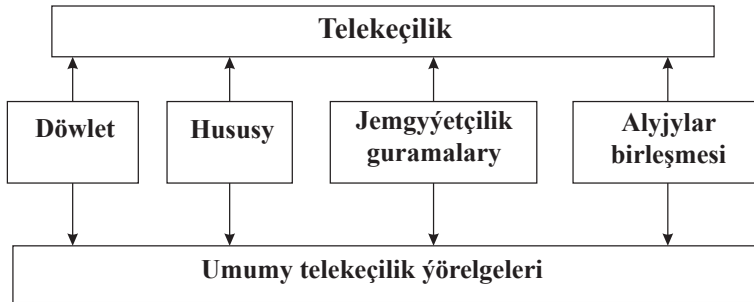 Telekeçilik
Döwlet
Hususy
Jemgyýetçilik
guramalary
Alyjylar
birleşmesi
Umumy telekeçilik ýörelgeleri